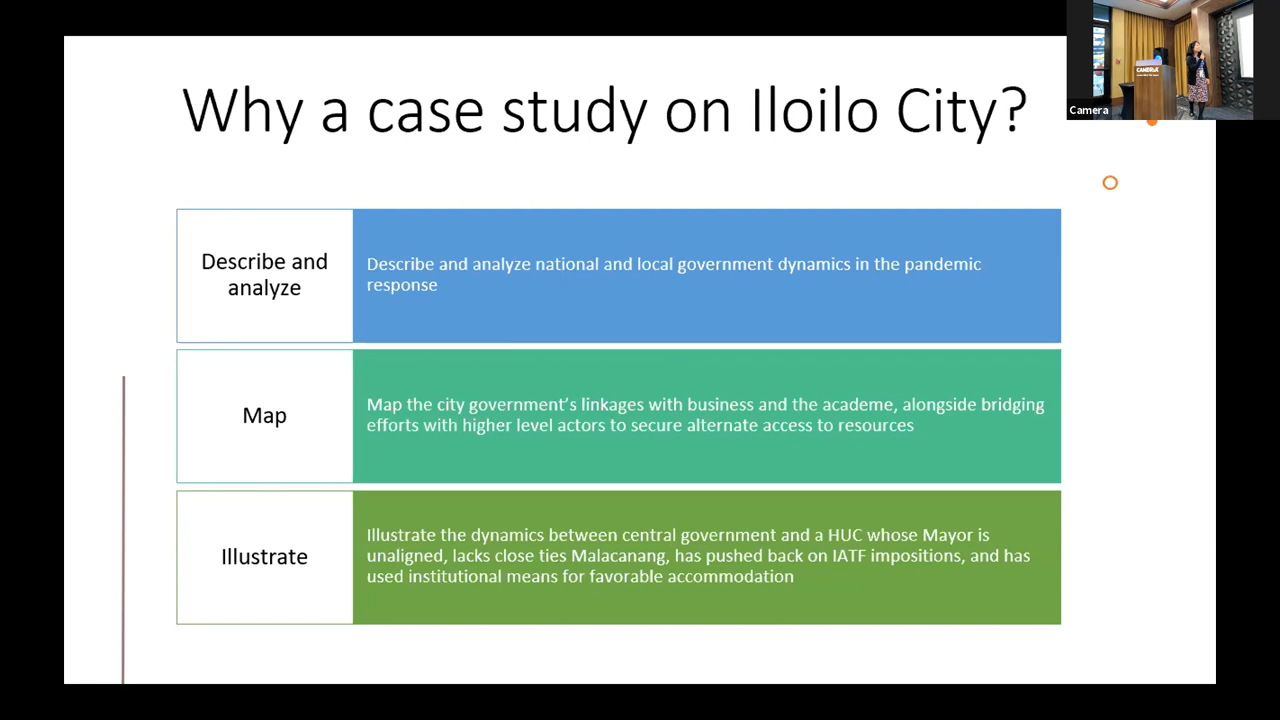 Why a case study on Iloilo City?
Camera
CAMBRIA
Describe and
analyze
Describe and analyze national and local government dynamics in the pandemic
response
Map
Map the city government's linkages with business and the academe, alongside bridging
efforts with higher level actors to secure alternate access to resources
Illustrate
Illustrate the dynamics between central government and a HUC whose Mayor is
unaligned, lacks close ties Malacanang, has pushed back on IATF impositions, and has
used institutional means for favorable accommodation